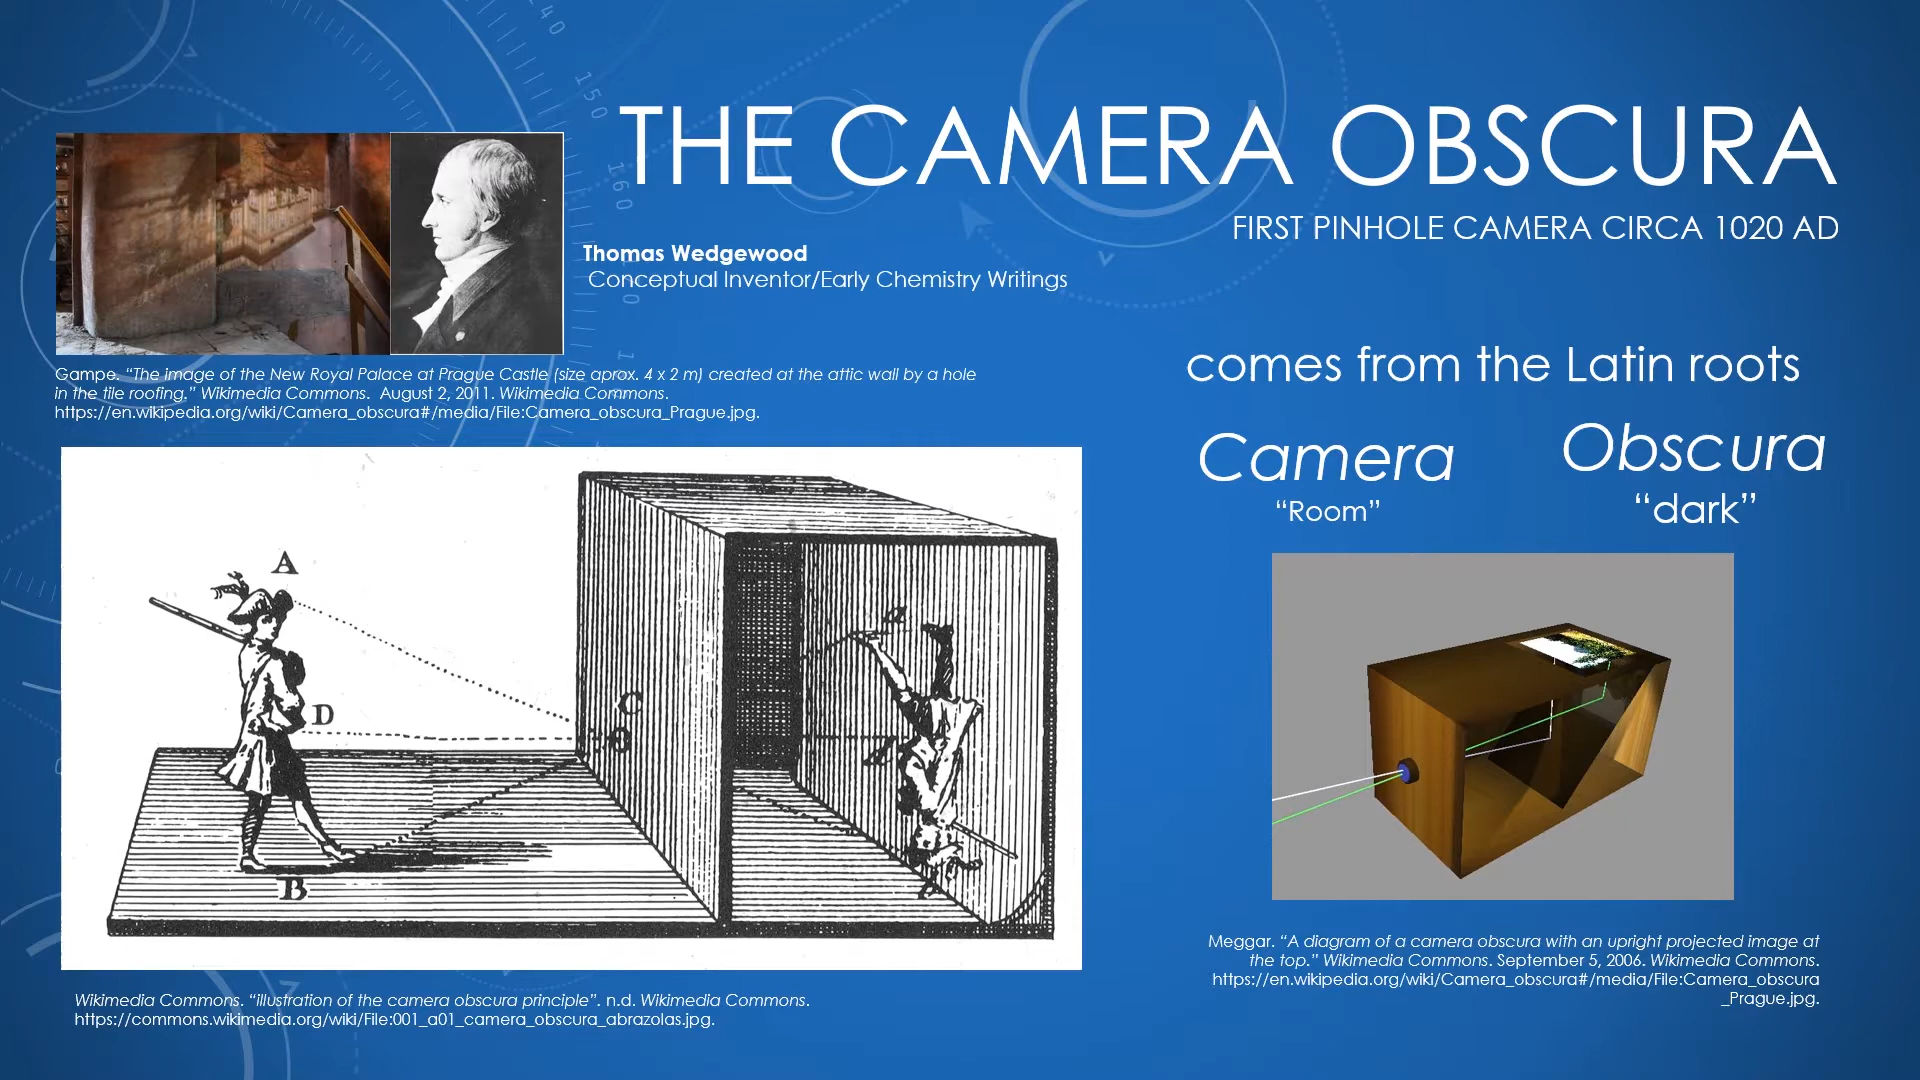 THE CAMERA OBSCURA
FIRST PINHOLE CAMERA CIRCA 1020 AD
Thomas Wedgewood
Conceptual Inventor/Early Chemistry Writings
Gampe. “The image of the New Royal Palace at Prague Castle (size aprox. 4 x 2 m) created at the attic wall by a hole
in the tile roofing.” Wikimedia Commons. August 2, 2011. Wikimedia Commons.
https://en.wikipedia.org/wiki/Camera_obscura#/media/File:Camera_obscura_Prague.jpg.
comes from the Latin roots
Camera
“Room”
Obscura
“dark”
A
D
B
C
a
d
b
140
150
160
Meggar. “A diagram of a camera obscura with an upright projected image at
the top.” Wikimedia Commons. September 5, 2006. Wikimedia Commons.
https://en.wikipedia.org/wiki/Camera_obscura#/media/File:Camera_obscura
_Prague.jpg.
Wikimedia Commons. “illustration of the camera obscura principle”. n.d. Wikimedia Commons.
https://commons.wikimedia.org/wiki/File:001_a01_camera_obscura_abrazolas.jpg.